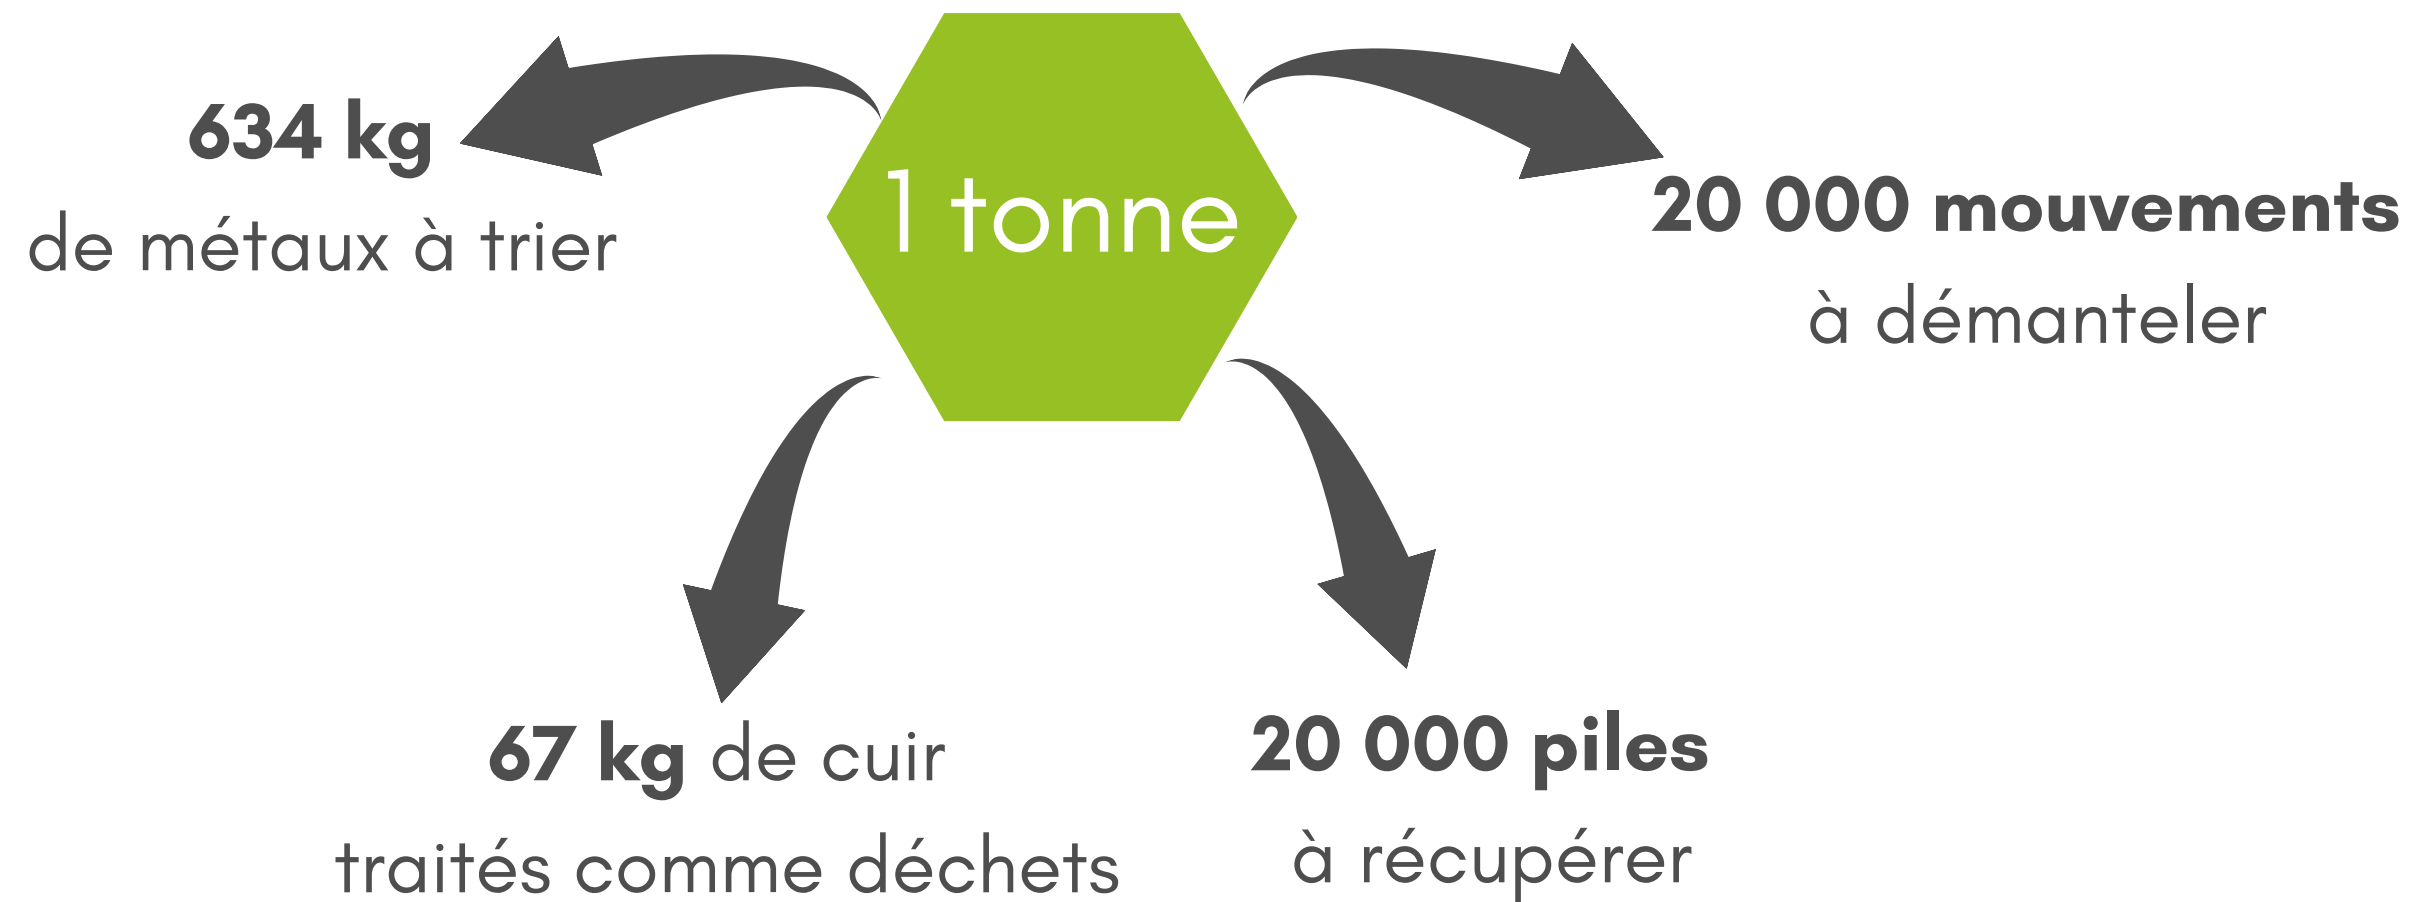 1 tonne
634 kg
de métaux à trier
20 000 mouvements
à démanteler
67 kg de cuir
traités comme déchets
20 000 piles
à récupérer